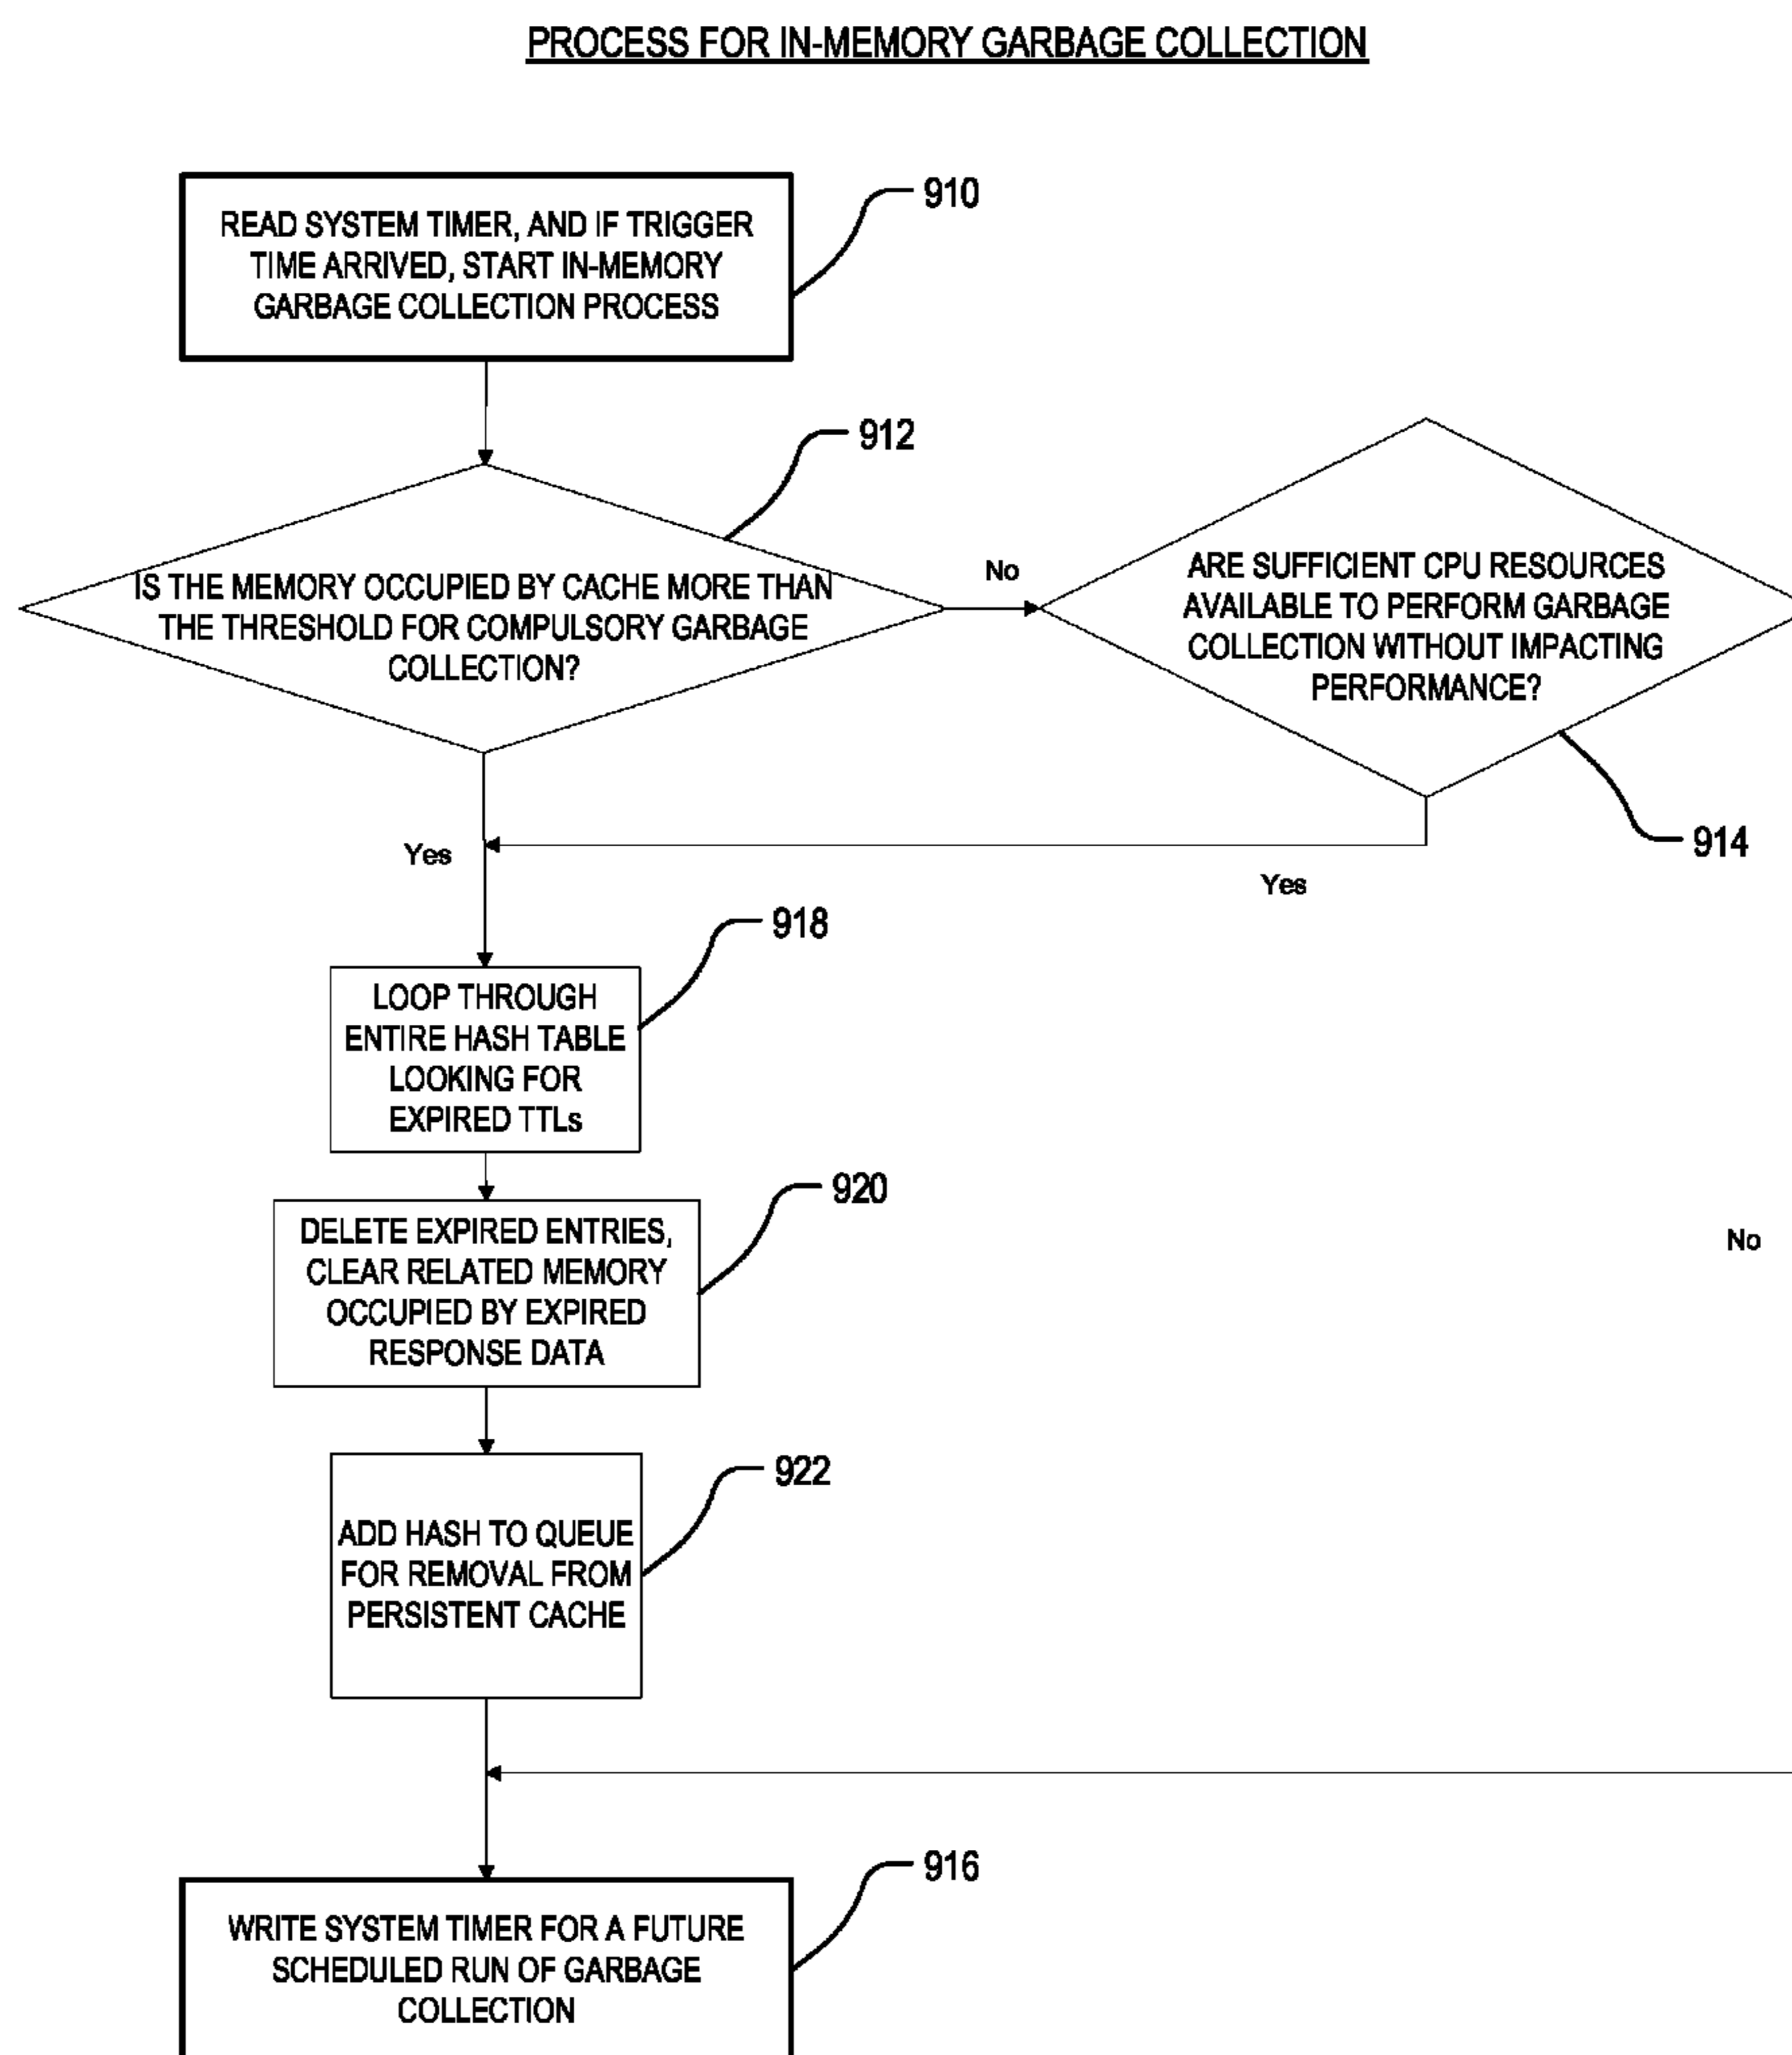 PROCESS FOR IN-MEMORY GARBAGE COLLECTION
READ SYSTEM TIMER, AND IF TRIGGER
TIME ARRIVED, START IN-MEMORY
GARBAGE COLLECTION PROCESS
910
912
IS THE MEMORY OCCUPIED BY CACHE MORE THAN
THE THRESHOLD FOR COMPULSORY GARBAGE
COLLECTION?
No
ARE SUFFICIENT CPU RESOURCES
AVAILABLE TO PERFORM GARBAGE
COLLECTION WITHOUT IMPACTING
PERFORMANCE?
914
Yes
Yes
918
LOOP THROUGH
ENTIRE HASH TABLE
LOOKING FOR
EXPIRED TTLs
920
DELETE EXPIRED ENTRIES,
CLEAR RELATED MEMORY
OCCUPIED BY EXPIRED
RESPONSE DATA
No
922
ADD HASH TO QUEUE
FOR REMOVAL FROM
PERSISTENT CACHE
916
WRITE SYSTEM TIMER FOR A FUTURE
SCHEDULED RUN OF GARBAGE
COLLECTION